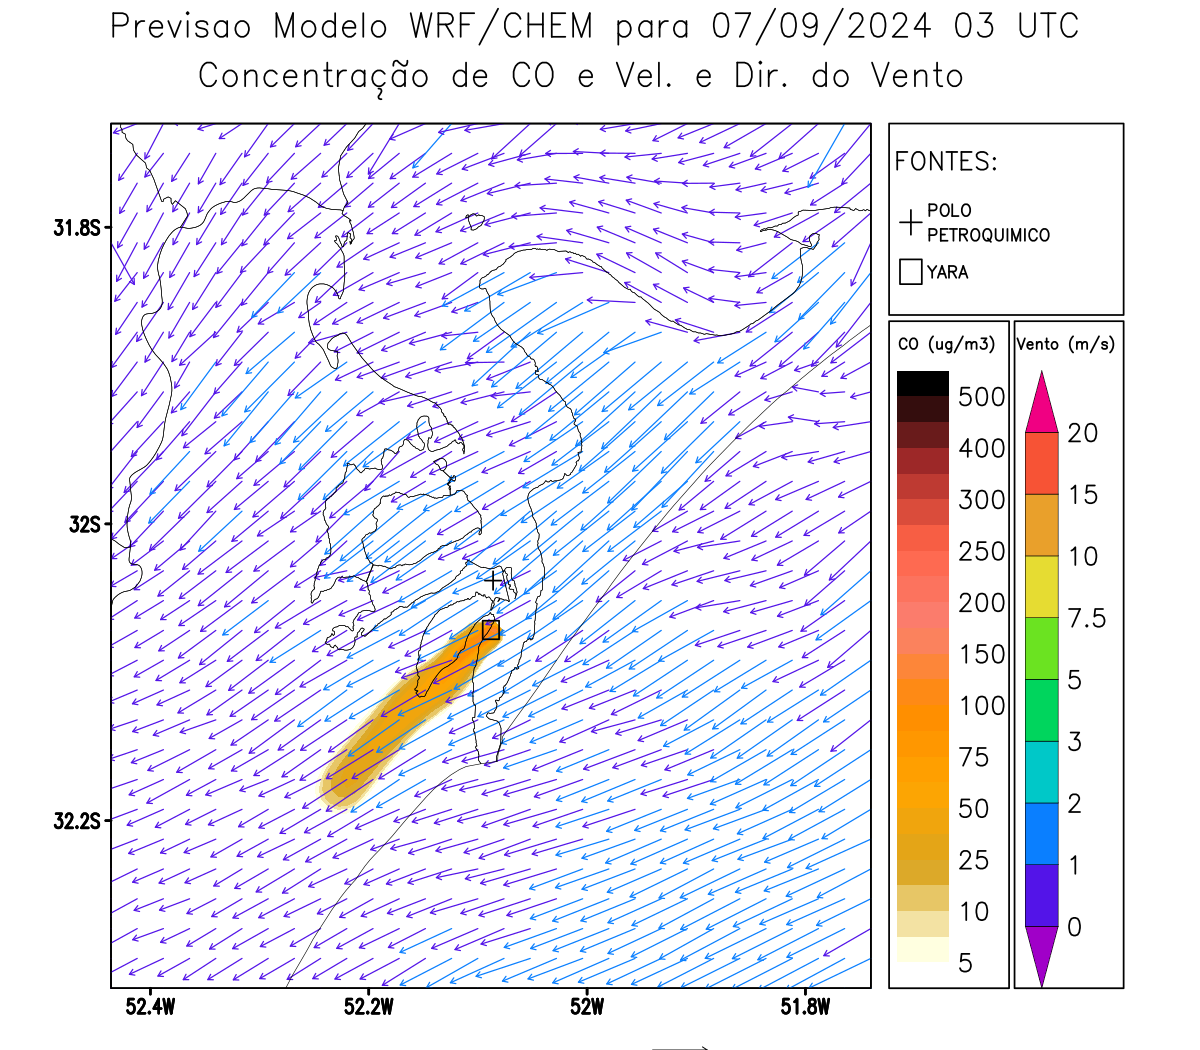 Previsao Modelo WRF/CHEM para 07/09/2024 03 UTC
Concentração de CO e Vel. e Dir. do Vento
FONTES:
POLO
PETROQUIMICO
YARA
31.8S
32S
32.2S
52.4W
52.2W
52W
51.8W
CO (ug/m3)
500
400
300
250
200
150
100
75
50
25
10
5
Vento (m/s)
20
15
10
7.5
5
3
2
1
0